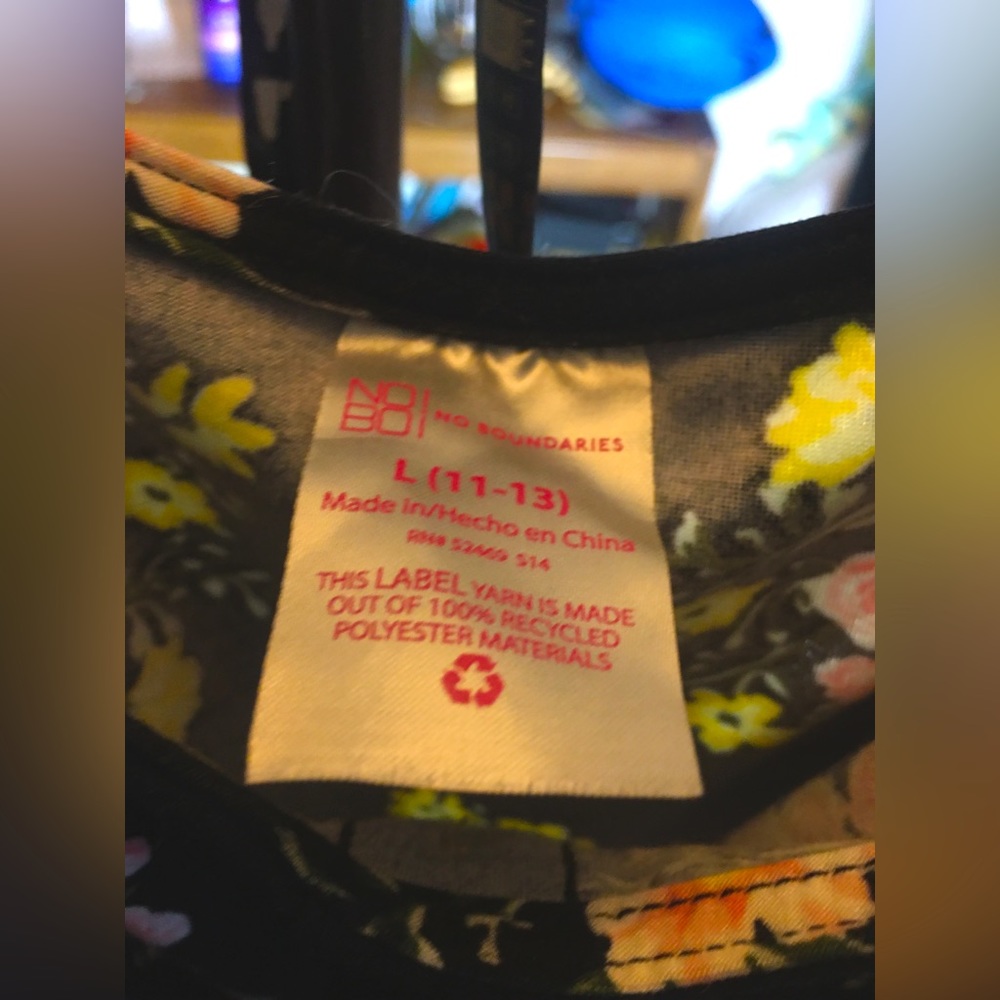 NO
BO
NO BOUNDARIES
L (11-13)
Made in/Hecho en China
RN# 52469 S14
THIS LABEL YARN IS MADE
OUT OF 100% RECYCLED
POLYESTER MATERIALS